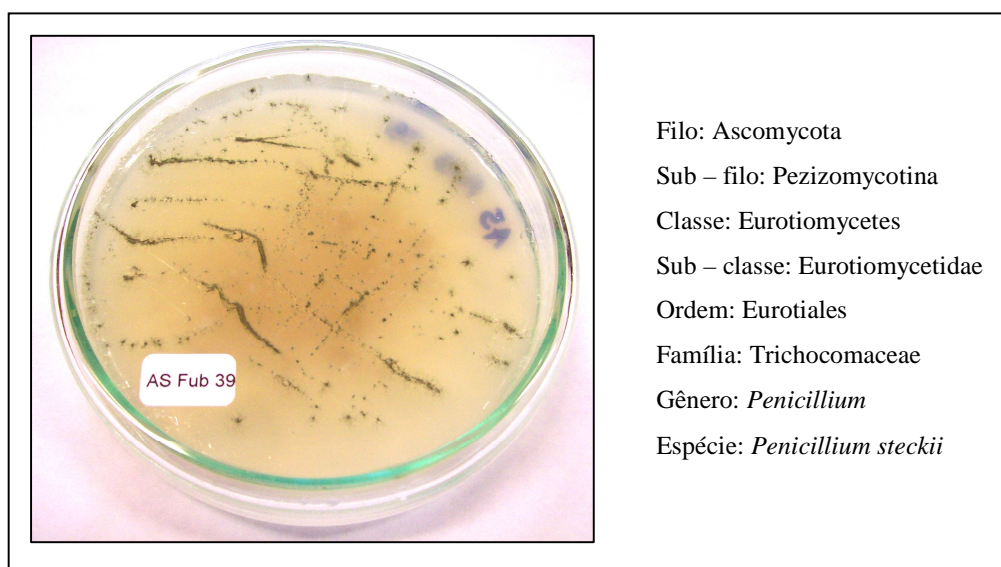 AS Fub 39
Filo: Ascomycota
Sub – filo: Pezizomycotina
Classe: Eurotiomycetes
Sub – classe: Eurotiomycetidae
Ordem: Eurotiales
Família: Trichocomaceae
Gênero: Penicillium
Espécie: Penicillium steckii